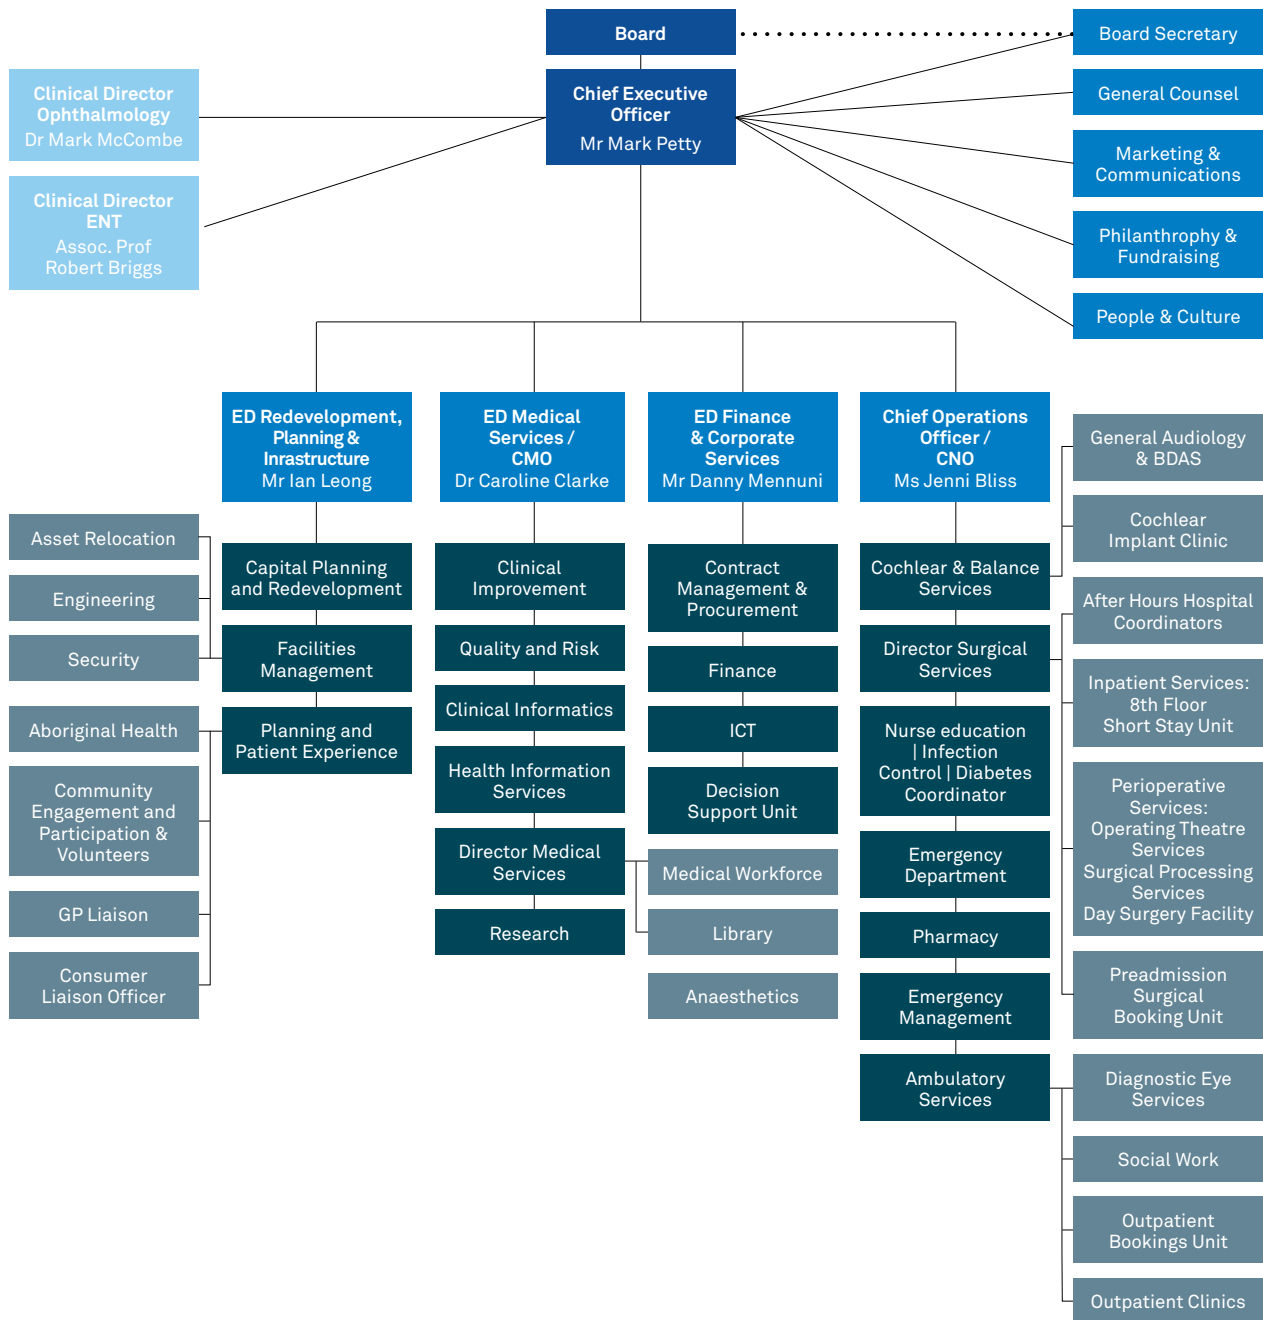 Board
Board Secretary
Clinical Director
Ophthalmology
Dr Mark McCombe
Chief Executive
Officer
Mr Mark Petty
General Counsel
Marketing &
Communications
Clinical Director
ENT
Assoc. Prof
Robert Briggs
Philanthropy &
Fundraising
People & Culture
ED Redevelopment,
Planning &
Inrastructure
Mr Ian Leong
ED Medical
Services /
CMO
Dr Caroline Clarke
ED Finance
& Corporate
Services
Mr Danny Mennuni
Chief Operations
Officer /
CNO
Ms Jenni Bliss
Asset Relocation
Engineering
Security
Aboriginal Health
Community
Engagement and
Participation &
Volunteers
GP Liaison
Consumer
Liaison Officer
Capital Planning
and Redevelopment
Facilities
Management
Planning and
Patient Experience
Clinical
Improvement
Quality and Risk
Clinical Informatics
Health Information
Services
Director Medical
Services
Research
Contract
Management &
Procurement
Finance
ICT
Decision
Support Unit
Medical Workforce
Library
Anaesthetics
Cochlear & Balance
Services
Director Surgical
Services
Nurse education
| Infection
Control | Diabetes
Coordinator
Emergency
Department
Pharmacy
Emergency
Management
Ambulatory
Services
General Audiology
& BDAS
Cochlear
Implant Clinic
After Hours Hospital
Coordinators
Inpatient Services:
8th Floor
Short Stay Unit
Perioperative
Services:
Operating Theatre
Services
Surgical Processing
Services
Day Surgery Facility
Preadmission
Surgical
Booking Unit
Diagnostic Eye
Services
Social Work
Outpatient
Bookings Unit
Outpatient Clinics